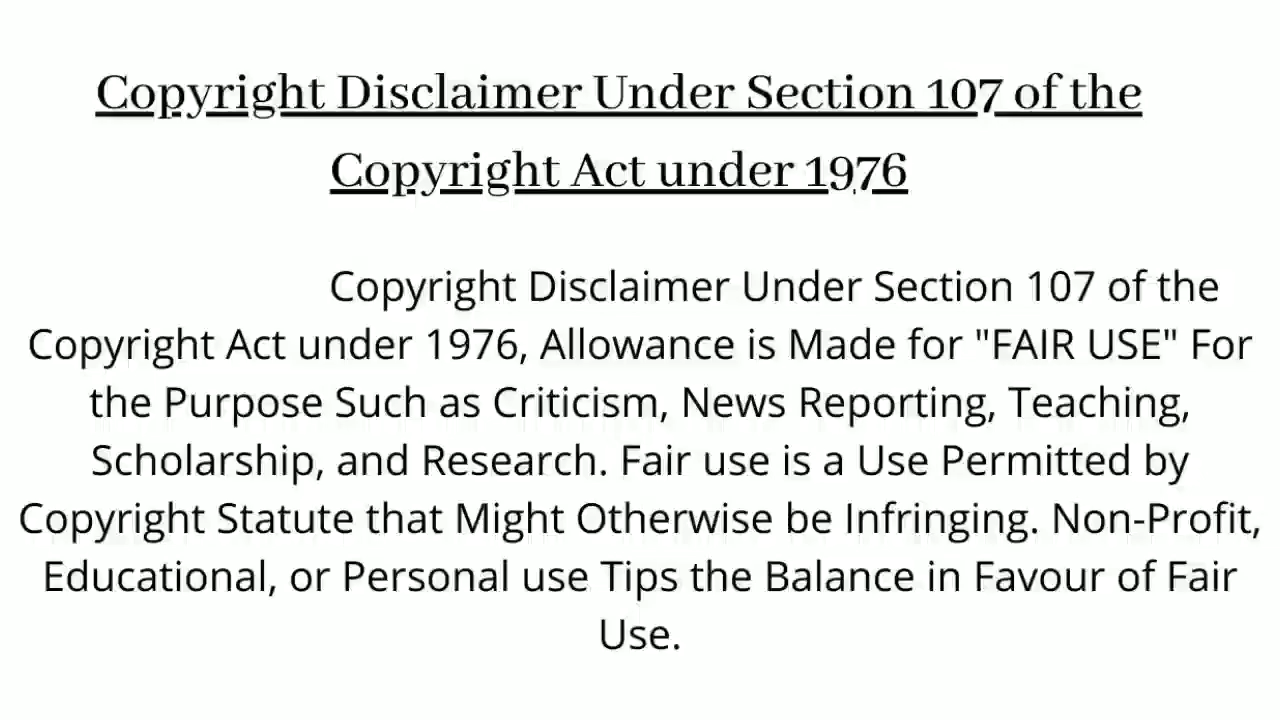 Copyright Disclaimer Under Section 107 of the
Copyright Act under 1976
Copyright Disclaimer Under Section 107 of the
Copyright Act under 1976, Allowance is Made for "FAIR USE" For
the Purpose Such as Criticism, News Reporting, Teaching,
Scholarship, and Research. Fair use is a Use Permitted by
Copyright Statute that Might Otherwise be Infringing. Non-Profit,
Educational, or Personal use Tips the Balance in Favour of Fair
Use.